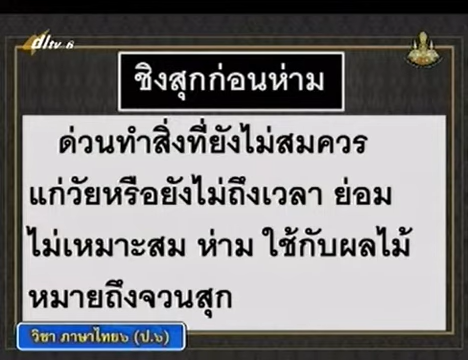 dltv 6
ชิงสุกก่อนห่าม
ด่วนทำสิ่งที่ยังไม่สมควร
แก่วัยหรือยังไม่ถึงเวลา ย่อม
ไม่เหมาะสม ห่าม ใช้กับผลไม้
หมายถึงจวนสุก
วิชา ภาษาไทย๖ (ป.๖)